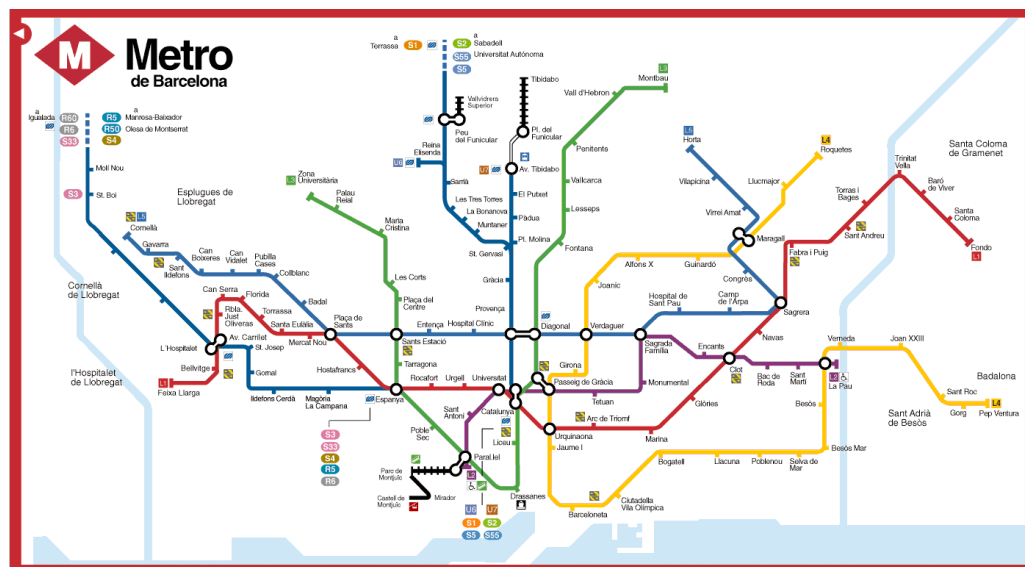 M
Metro
de Barcelona
a
Terrassa
S1
S2
a
Sabadell
S55
Universitat Autònoma
S5
a
Igualada
R60
R6
S33
R5
a
Manresa-Baixador
R50
Olesa de Montserrat
S4
Vallvidrera
Superior
Tibidabo
Peu
del Funicular
Pl. del
Funicular
L3
Montbau
Vall d'Hebron
Reina
Elisenda
U6
U7
Av. Tibidabo
Penitents
L5
Horta
L4
Roquetes
Santa Coloma
de Gramenet
Trinitat
Vella
Molí Nou
S3
St. Boi
Esplugues de
Llobregat
L3
Zona
Universitària
Palau
Reial
Sarrià
El Putxet
Vallcarca
Vilapicina
Llucmajor
Torras i
Bages
Baró
de Viver
Les Tres Torres
La Bonanova
Muntaner
Pàdua
Lesseps
Virrei Amat
Santa
Coloma
Maria
Cristina
L5
Cornellà
Gavarra
Pl. Molina
St. Gervasi
Fontana
Maragall
Sant Andreu
Fabra i Puig
Fondo
L1
Can
Boixeres
Can
Vidalet
Pubilla
Cases
Collblanc
Sant
Ildefons
Les Corts
Gràcia
Joanic
Alfons X
Guinardó
Congrés
Cornellà
de Llobregat
Can Serra
Florida
Badal
Plaça del
Centre
Provença
Hospital de
Sant Pau
Camp
de l'Arpa
Sagrera
Rbla.
Just
Oliveras
Torrassa
Santa Eulàlia
Plaça de
Sants
Entença
Hospital Clínic
Diagonal
Verdaguer
Navas
Mercat Nou
Sants Estació
Sagrada
Família
Encants
Verneda
Joan XXIII
L'Hospitalet
Av. Carrilet
St. Josep
Hostafrancs
Tarragona
Girona
Clot
Bac de
Roda
Sant
Martí
L2
La Pau
l'Hospitalet
de Llobregat
Bellvitge
Gornal
Rocafort
Urgell
Universitat
Passeig de Gràcia
Monumental
Badalona
L1
Feixa Llarga
Ildefons Cerdà
Magòria
La Campana
Espanya
Catalunya
Tetuan
Glòries
Besòs
Sant Roc
L4
Gorg
Pep Ventura
Sant
Antoni
Arc de Triomf
Sant Adrià
de Besòs
S3
S33
S4
R5
R6
Poble
Sec
Urquinaona
Marina
Liceu
Jaume I
Besòs Mar
Paral.lel
L2
Bogatell
Llacuna
Poblenou
Selva de
Mar
Parc de
Montjuïc
Castell de
Montjuïc
Mirador
Drassanes
Ciutadella
Vila Olímpica
Barceloneta
U6
U7
S1
S2
S5
S55